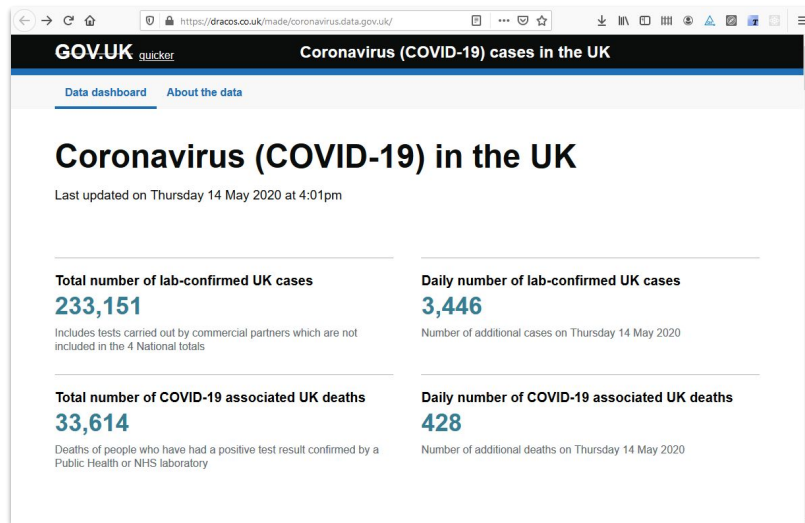 https://dracos.co.uk/made/coronavirus.data.gov.uk/
GOV.UK quicker
Coronavirus (COVID-19) cases in the UK
Data dashboard
About the data
Coronavirus (COVID-19) in the UK
Last updated on Thursday 14 May 2020 at 4:01pm
Total number of lab-confirmed UK cases
233,151
Includes tests carried out by commercial partners which are not
included in the 4 National totals
Daily number of lab-confirmed UK cases
3,446
Number of additional cases on Thursday 14 May 2020
Total number of COVID-19 associated UK deaths
33,614
Deaths of people who have had a positive test result confirmed by a
Public Health or NHS laboratory
Daily number of COVID-19 associated UK deaths
428
Number of additional deaths on Thursday 14 May 2020